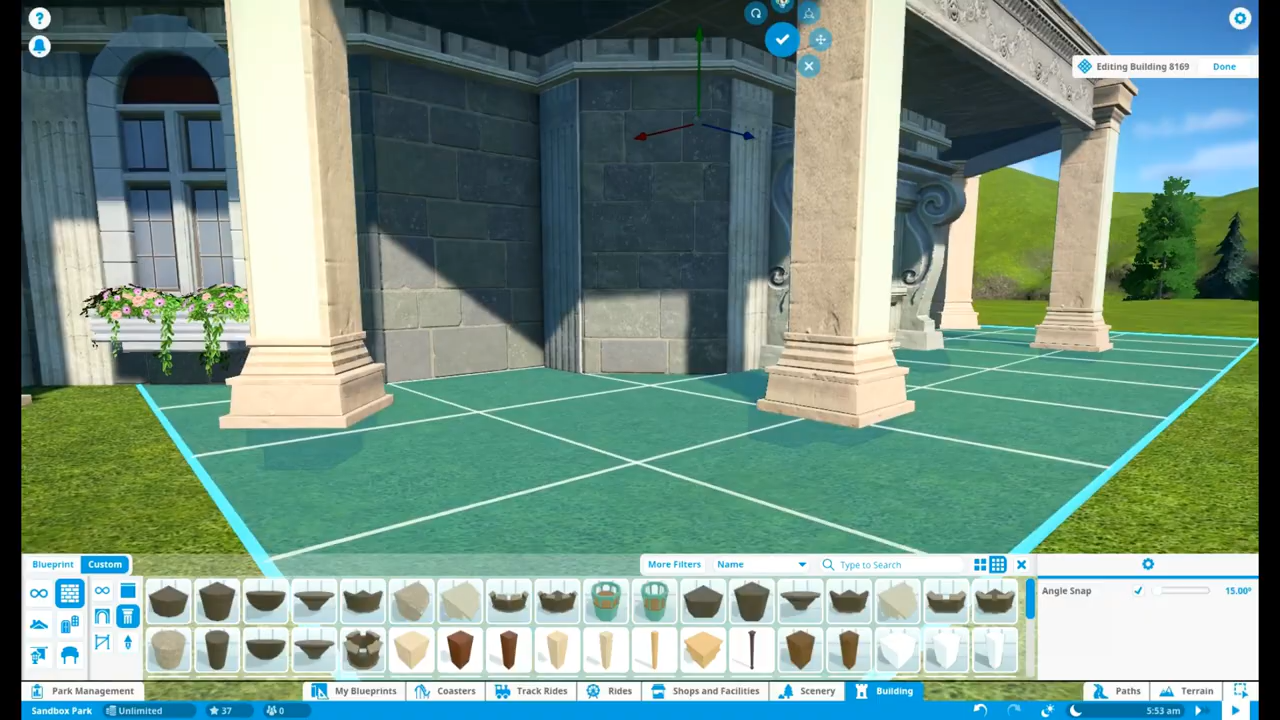 ?
Editing Building 8169 Done
Blueprint Custom
More Filters Name Type to Search
Angle Snap 15.00°
Park Management My Blueprints Coasters Track Rides Rides Shops and Facilities Scenery Building Paths Terrain
Sandbox Park Unlimited 37 0 5:53 am